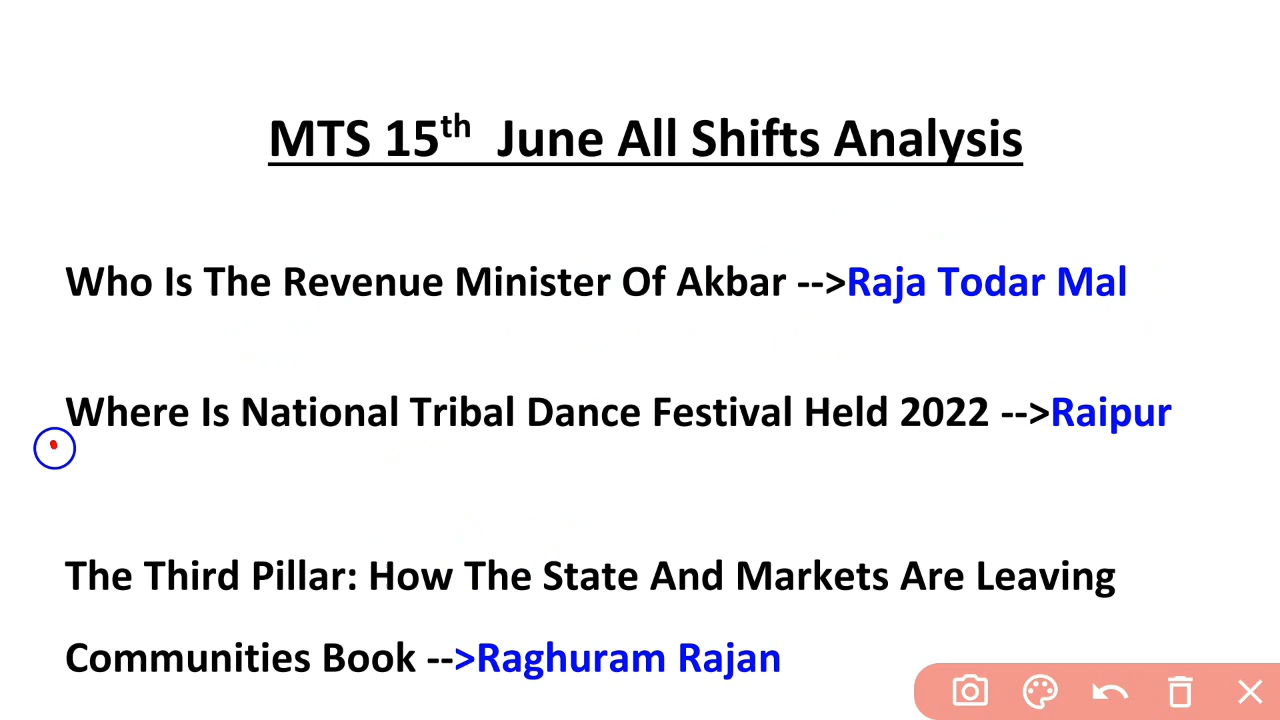 MTS 15th June All Shifts Analysis
Who Is The Revenue Minister Of Akbar -->Raja Todar Mal
Where Is National Tribal Dance Festival Held 2022 -->Raipur
The Third Pillar: How The State And Markets Are Leaving
Communities Book -->Raghuram Rajan